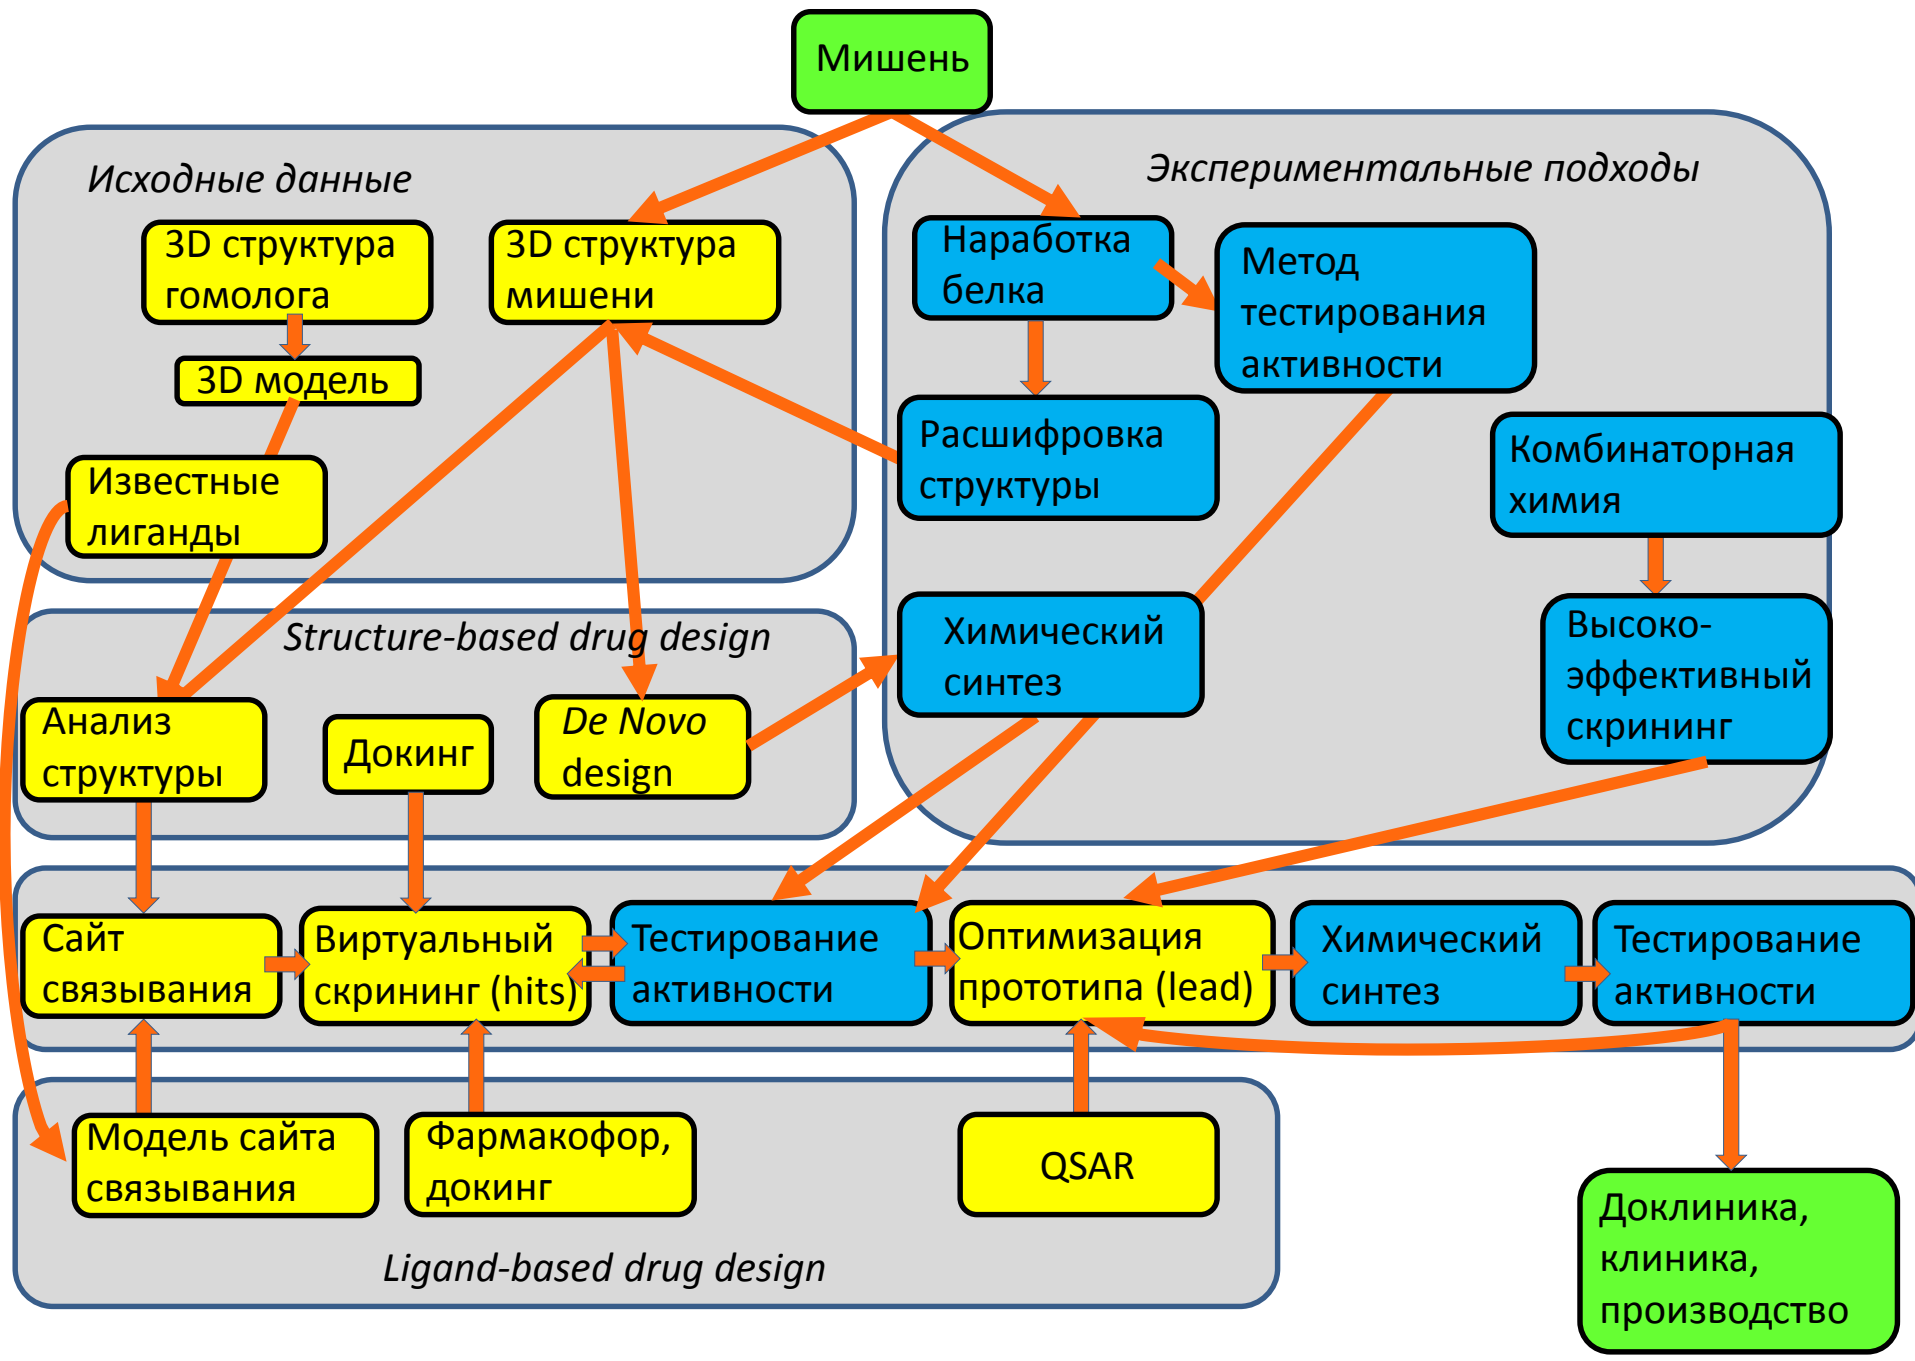 Мишень
Исходные данные
3D структура
гомолога
3D структура
мишени
3D модель
Известные
лиганды
Экспериментальные подходы
Наработка
белка
Метод
тестирования
активности
Расшифровка
структуры
Комбинаторная
химия
Химический
синтез
Высоко-
эффективный
скрининг
Structure-based drug design
Анализ
структуры
Докинг
De Novo
design
Сайт
связывания
Виртуальный
скрининг (hits)
Тестирование
активности
Оптимизация
прототипа (lead)
Химический
синтез
Тестирование
активности
Модель сайта
связывания
Фармакофор,
докинг
QSAR
Ligand-based drug design
Доклиника,
клиника,
производство